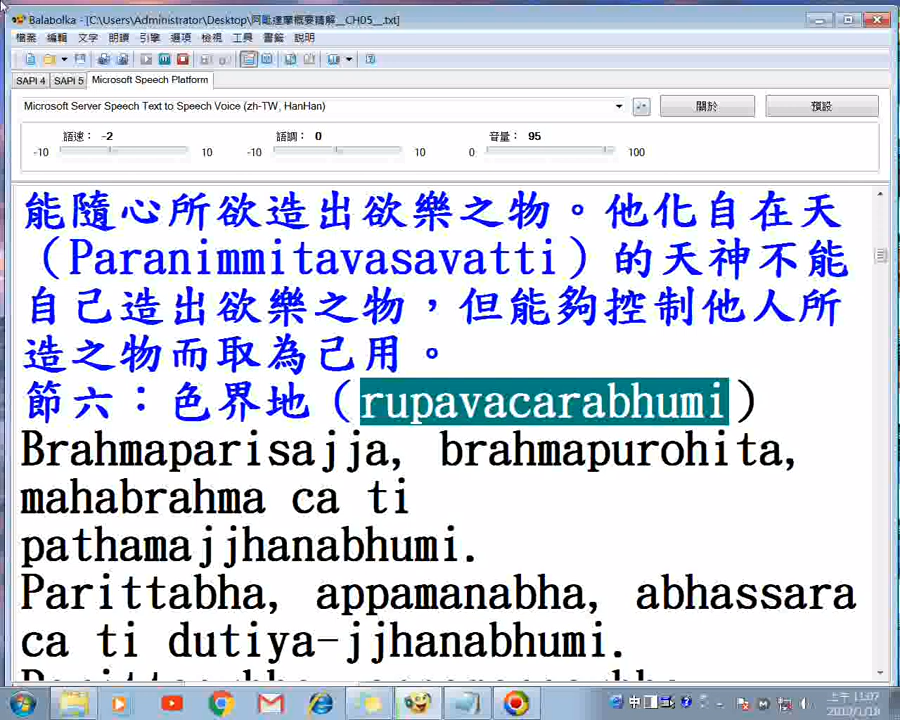 Balabolka - [C:\Users\Administrator\Desktop\阿毗達摩概要精解__CH05__.txt]
檔案 編輯 文字 朗讀 引擎 選項 檢視 工具 書籤 說明
SAPI 4 SAPI 5 Microsoft Speech Platform
Microsoft Server Speech Text to Speech Voice (zh-TW, HanHan) 關於 預設
語速： -2 語調： 0 音量： 95
-10 10 -10 10 0 100
能隨心所欲造出欲樂之物。他化自在天
（Paranimmitavasavatti）的天神不能
自己造出欲樂之物，但能夠控制他人所
造之物而取為己用。
節六：色界地（rupavacarabhumi）
Brahmaparisajja, brahmapurohita,
mahabrahma ca ti
pathamajjhanabhumi.
Parittabha, appamanabha, abhassara
ca ti dutiya-jjhanabhumi.
上午 11:07